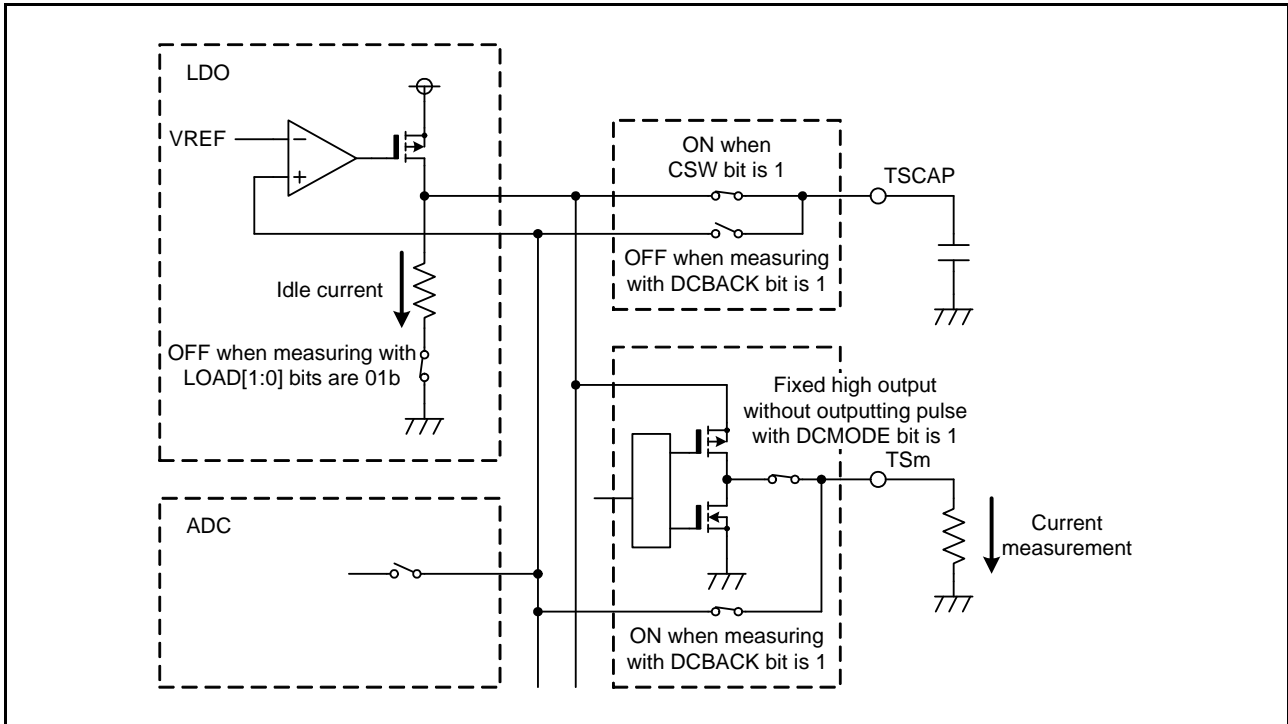 LDO
VREF
−
+
Idle current
OFF when measuring with
LOAD[1:0] bits are 01b
ON when
CSW bit is 1
TSCAP
OFF when measuring
with DCBACK bit is 1
Fixed high output
without outputting pulse
with DCMODE bit is 1
TSm
Current
measurement
ADC
ON when measuring
with DCBACK bit is 1